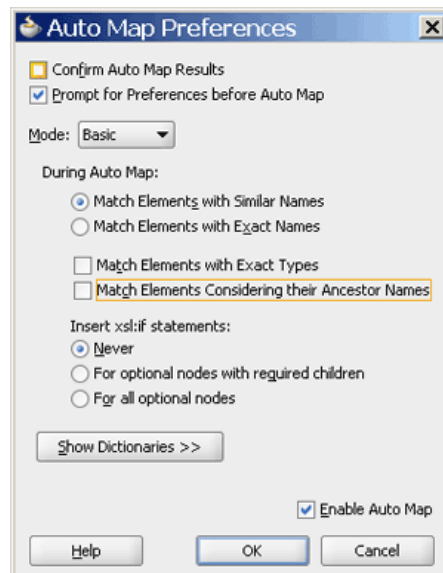 Auto Map Preferences
Confirm Auto Map Results
Prompt for Preferences before Auto Map
Mode: Basic
During Auto Map:
Match Elements with Similar Names
Match Elements with Exact Names
Match Elements with Exact Types
Match Elements Considering their Ancestor Names
Insert xsl:if statements:
Never
For optional nodes with required children
For all optional nodes
Show Dictionaries >>
Enable Auto Map
Help OK Cancel